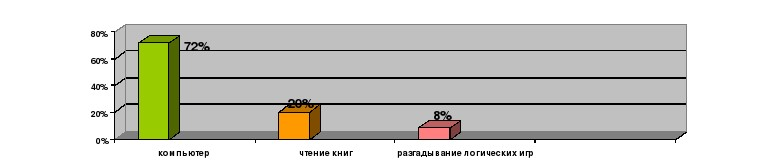 80%
72%
60%
40%
20%
20%
8%
0%
компьютер
чтение книг
разгадывание логических игр